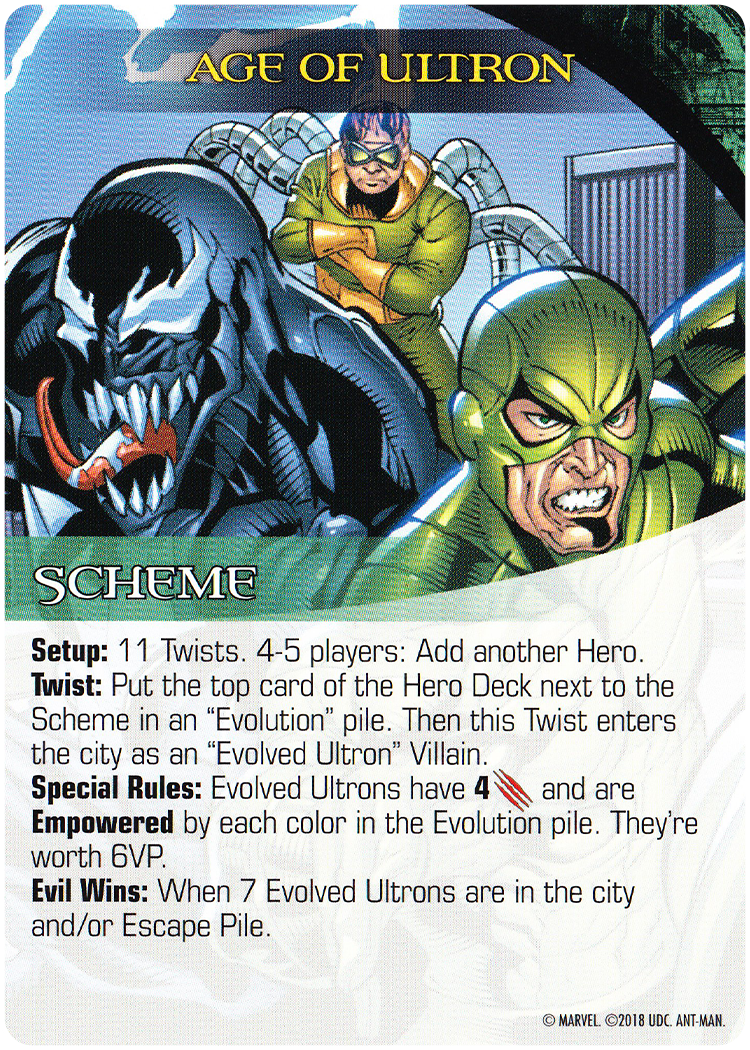 AGE OF ULTRON
SCHEME
Setup: 11 Twists. 4-5 players: Add another Hero.
Twist: Put the top card of the Hero Deck next to the
Scheme in an “Evolution” pile. Then this Twist enters
the city as an “Evolved Ultron” Villain.
Special Rules: Evolved Ultrons have 4 and are
Empowered by each color in the Evolution pile. They’re
worth 6VP.
Evil Wins: When 7 Evolved Ultrons are in the city
and/or Escape Pile.
© MARVEL. ©2018 UDC. ANT-MAN.